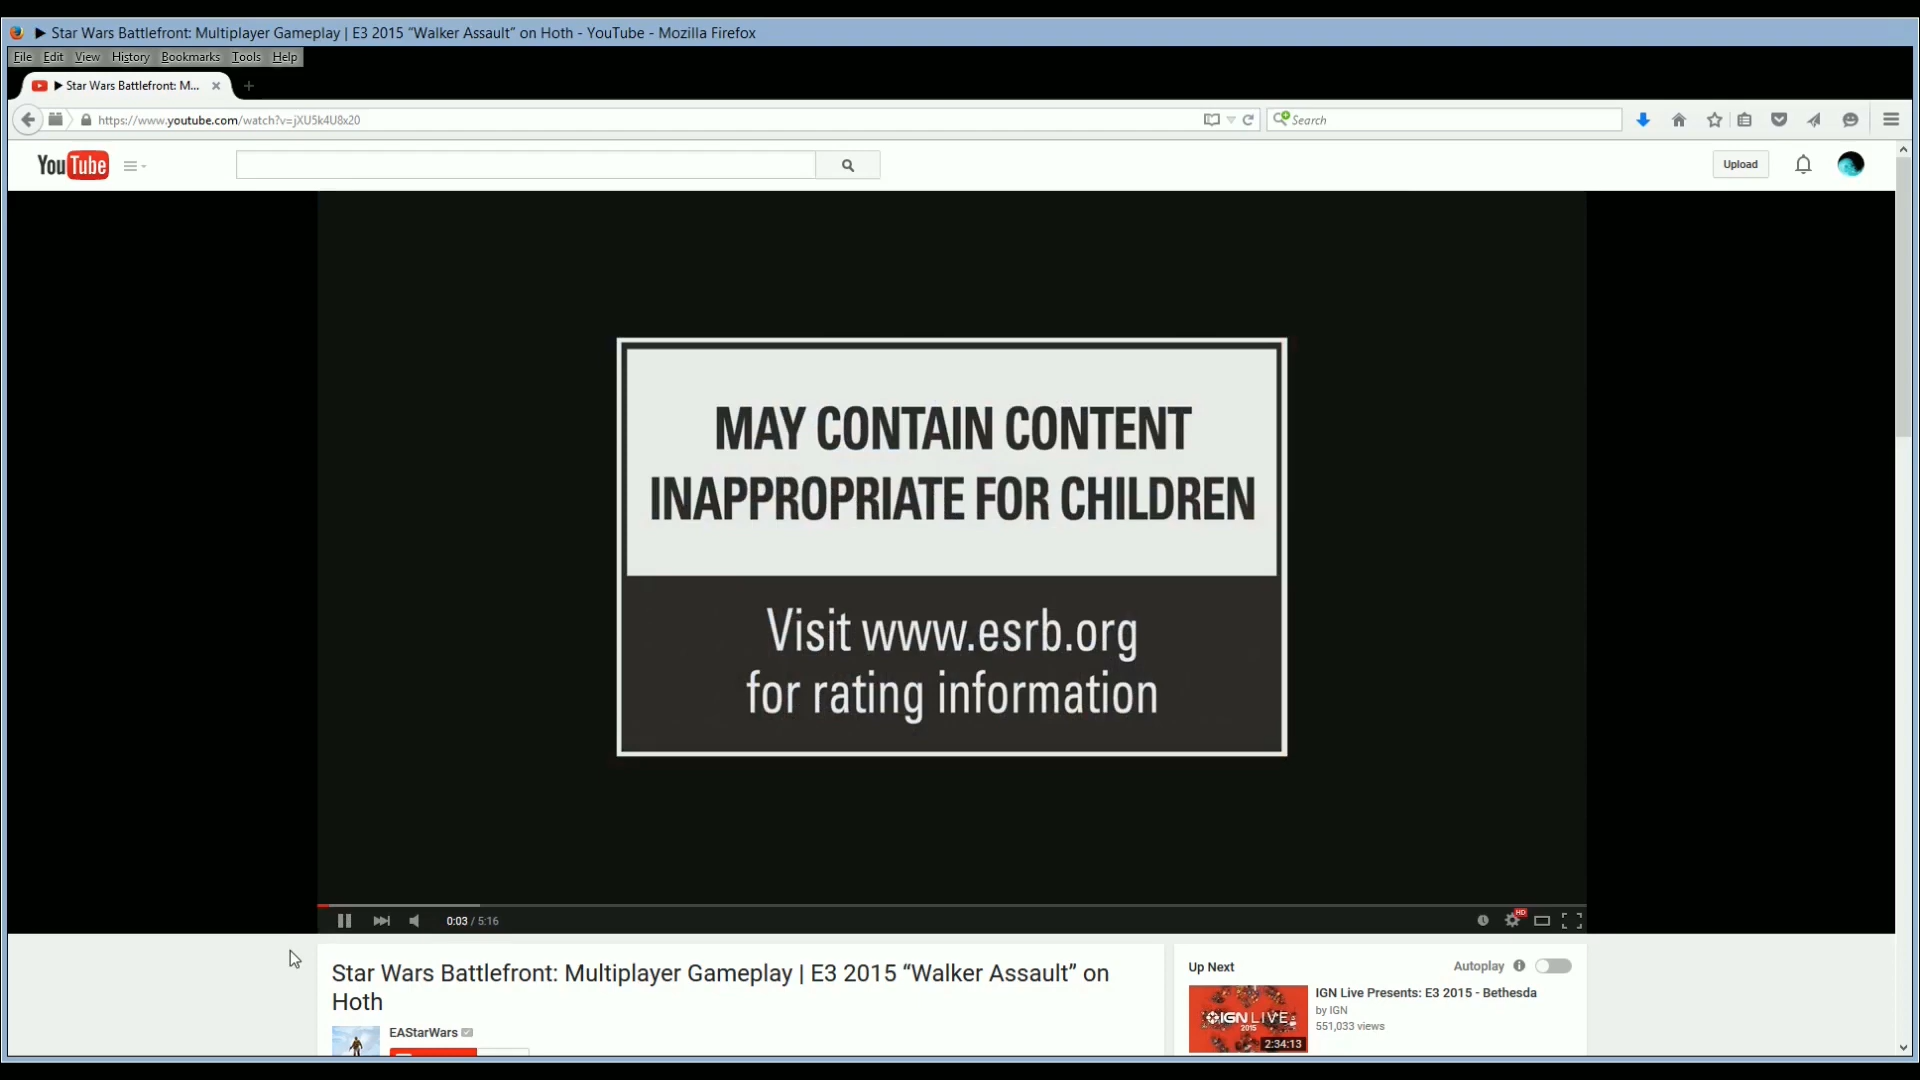 ▶ Star Wars Battlefront: Multiplayer Gameplay | E3 2015 “Walker Assault” on Hoth - YouTube - Mozilla Firefox
File Edit View History Bookmarks Tools Help
▶ Star Wars Battlefront: M...
https://www.youtube.com/watch?v=jXU5k4U8x20
Search
YouTube
Upload
MAY CONTAIN CONTENT
INAPPROPRIATE FOR CHILDREN
Visit www.esrb.org
for rating information
0:03 / 5:16
HD
Star Wars Battlefront: Multiplayer Gameplay | E3 2015 “Walker Assault” on
Hoth
EAStarWars
Up Next
Autoplay
IGN LIVE
2015
2:34:13
IGN Live Presents: E3 2015 - Bethesda
by IGN
551,033 views